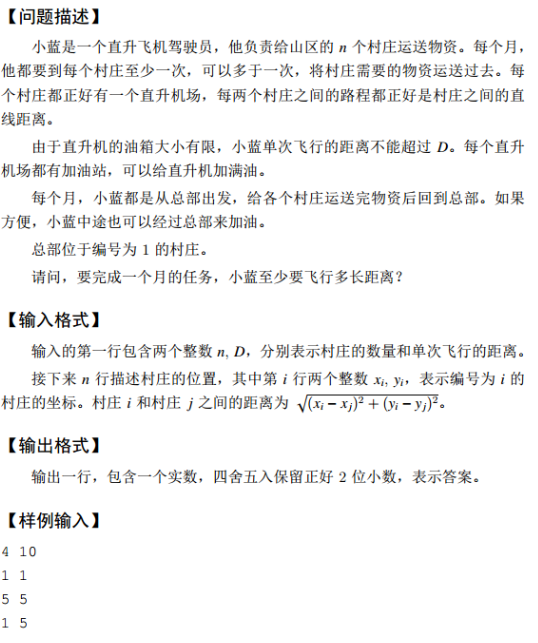 【问题描述】
小蓝是一个直升飞机驾驶员，他负责给山区的 n 个村庄运送物资。每个月，
他都要到每个村庄至少一次，可以多于一次，将村庄需要的物资运送过去。每
个村庄都正好有一个直升机场，每两个村庄之间的路程都正好是村庄之间的直
线距离。
由于直升机的油箱大小有限，小蓝单次飞行的距离不能超过 D。每个直升
机场都有加油站，可以给直升机加满油。
每个月，小蓝都是从总部出发，给各个村庄运送完物资后回到总部。如果
方便，小蓝中途也可以经过总部来加油。
总部位于编号为 1 的村庄。
请问，要完成一个月的任务，小蓝至少要飞行多长距离？
【输入格式】
输入的第一行包含两个整数 n, D，分别表示村庄的数量和单次飞行的距离。
接下来 n 行描述村庄的位置，其中第 i 行两个整数 xᵢ, yᵢ，表示编号为 i 的
村庄的坐标。村庄 i 和村庄 j 之间的距离为 √(xᵢ − xⱼ)² + (yᵢ − yⱼ)²。
【输出格式】
输出一行，包含一个实数，四舍五入保留正好 2 位小数，表示答案。
【样例输入】
4 10
1 1
5 5
1 5